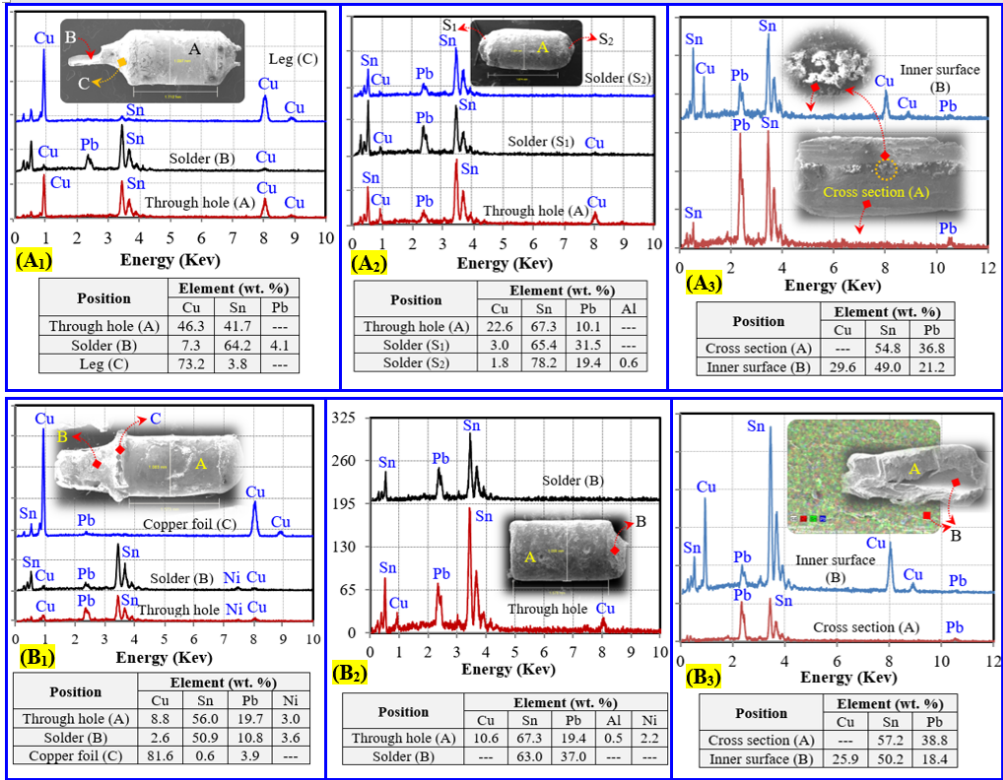 Cu
B
A
C
Leg (C)
Sn
Cu
Cu
Sn
Cu
Pb
Solder (B)
Cu
Cu
Sn
Through hole (A)
Cu
0 1 2 3 4 5 6 7 8 9 10
Energy (Kev)
(A1)
Position Element (wt. %)
Cu Sn Pb
Through hole (A) 46.3 41.7 ---
Solder (B) 7.3 64.2 4.1
Leg (C) 73.2 3.8 ---
S1
A
S2
Sn
Sn
Cu
Pb
Solder (S2)
Solder (S1)
Cu
Sn
Cu
Pb
Through hole (A)
Cu
0 1 2 3 4 5 6 7 8 9 10
Energy (Kev)
(A2)
Position Element (wt. %)
Cu Sn Pb Al
Through hole (A) 22.6 67.3 10.1 ---
Solder (S1) 3.0 65.4 31.5 ---
Solder (S2) 1.8 78.2 19.4 0.6
Sn
Sn
Cu
Pb
Inner surface
(B)
Cu
Cu
Pb
Pb
Sn
Cross section (A)
Sn
Pb
0 2 4 6 8 10 12
Energy (Kev)
(A3)
Position Element (wt. %)
Cu Sn Pb
Cross section (A) --- 54.8 36.8
Inner surface (B) 29.6 49.0 21.2
Cu
B
C
A
Sn
Pb
Copper foil (C)
Cu
Cu
Sn
Sn
Cu
Pb
Solder (B)
Ni Cu
Cu
Pb
Sn
Through hole
Ni Cu
0 1 2 3 4 5 6 7 8 9 10
Energy (Kev)
(B1)
Position Element (wt. %)
Cu Sn Pb Ni
Through hole (A) 8.8 56.0 19.7 3.0
Solder (B) 2.6 50.9 10.8 3.6
Copper foil (C) 81.6 0.6 3.9 ---
325
260
195
130
65
0
Sn
Sn
Pb
Solder (B)
Sn
B
A
Sn
Cu
Pb
Through hole
Cu
0 1 2 3 4 5 6 7 8 9 10
Energy (Kev)
(B2)
Position Element (wt. %)
Cu Sn Pb Al Ni
Through hole (A) 10.6 67.3 19.4 0.5 2.2
Solder (B) --- 63.0 37.0 --- ---
Sn
A
B
Cu
Sn
Pb
Inner surface
(B)
Cu
Cu
Pb
Pb
Sn
Cross section (A)
Pb
0 2 4 6 8 10 12
Energy (Kev)
(B3)
Position Element (wt. %)
Cu Sn Pb
Cross section (A) --- 57.2 38.8
Inner surface (B) 25.9 50.2 18.4